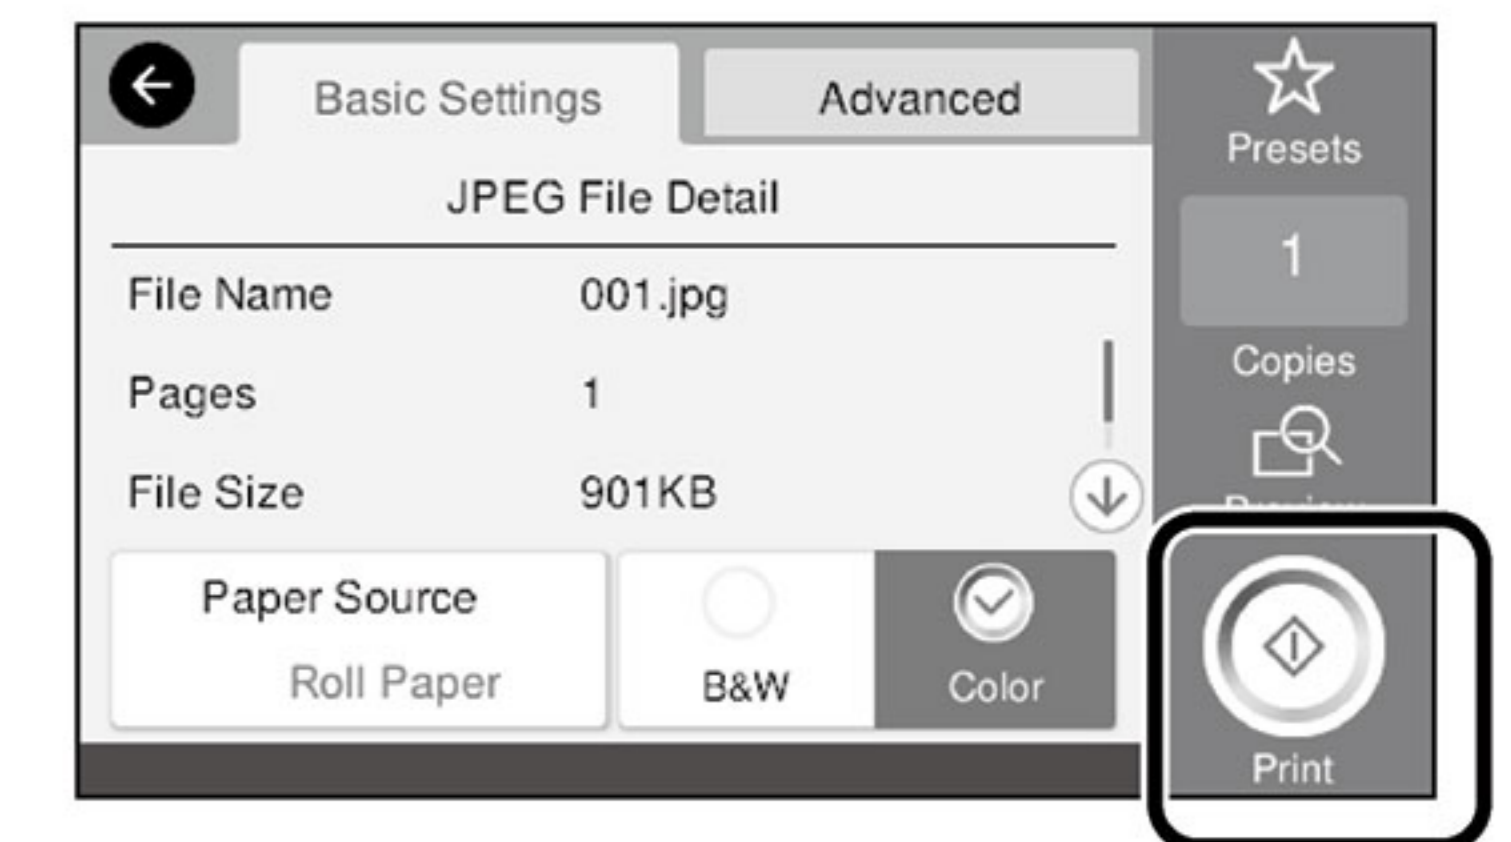 Basic Settings
Advanced
Presets
JPEG File Detail
1
File Name 001.jpg
Copies
Pages 1
File Size 901KB
Paper Source
Roll Paper
B&W
Color
Print